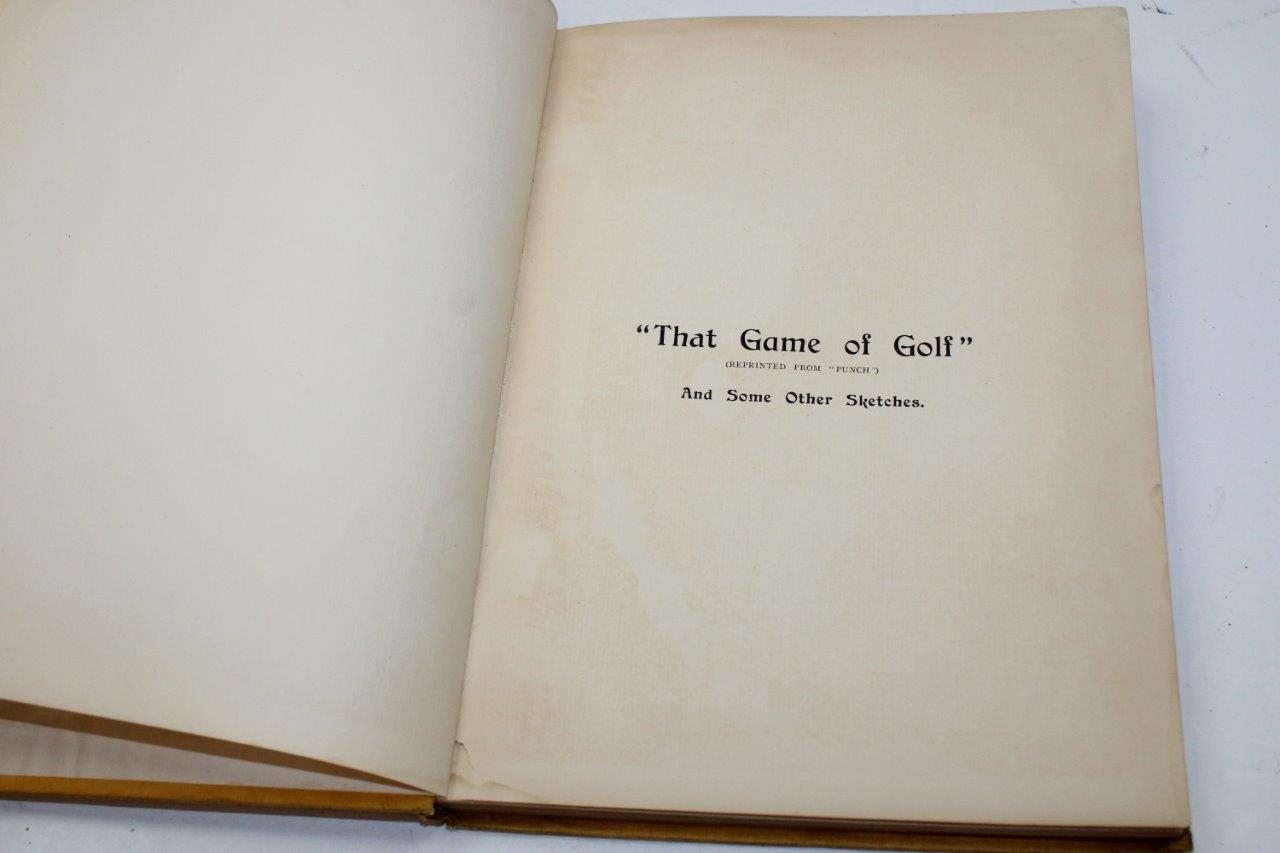 “That Game of Golf”
(REPRINTED FROM “PUNCH”)
And Some Other Sketches.